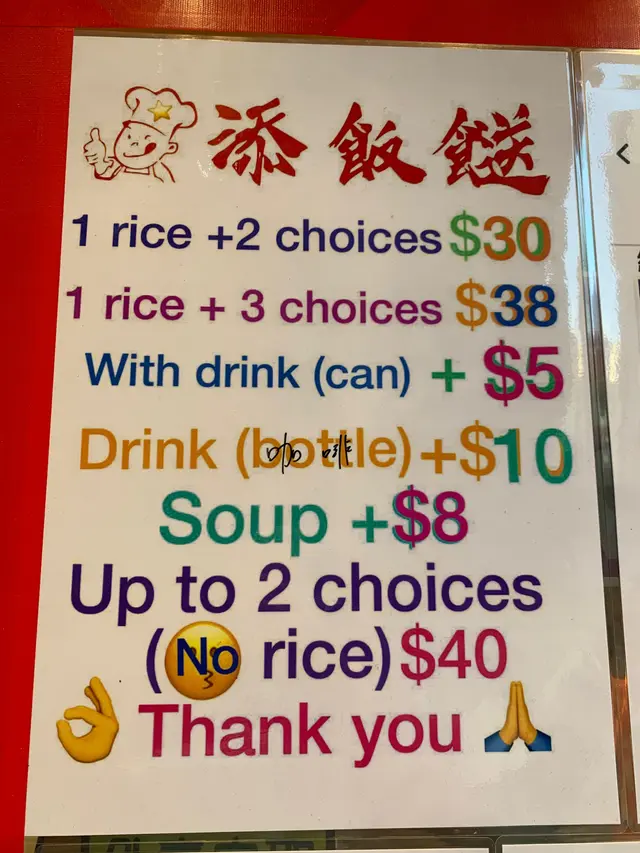 添飯餸
1 rice +2 choices $30
1 rice + 3 choices $38
With drink (can) + $5
Drink (bottle) +$10
咖啡
Soup +$8
Up to 2 choices
(No rice) $40
Thank you